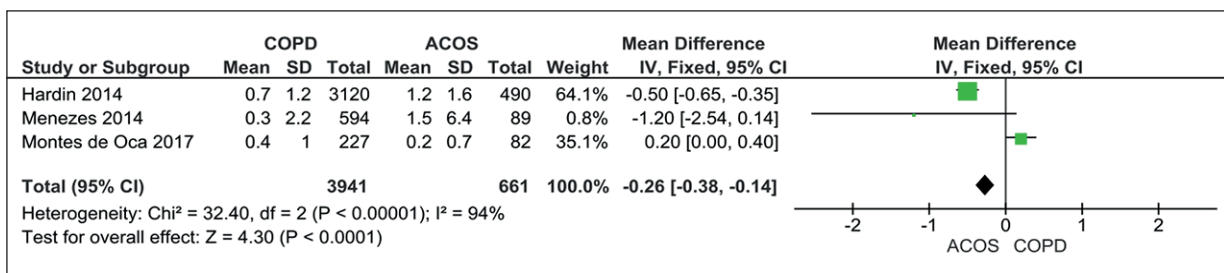 COPD ACOS Mean Difference Mean Difference
Study or Subgroup Mean SD Total Mean SD Total Weight IV, Fixed, 95% CI IV, Fixed, 95% CI
Hardin 2014 0.7 1.2 3120 1.2 1.6 490 64.1% -0.50 [-0.65, -0.35]
Menezes 2014 0.3 2.2 594 1.5 6.4 89 0.8% -1.20 [-2.54, 0.14]
Montes de Oca 2017 0.4 1 227 0.2 0.7 82 35.1% 0.20 [0.00, 0.40]
Total (95% CI) 3941 661 100.0% -0.26 [-0.38, -0.14]
Heterogeneity: Chi² = 32.40, df = 2 (P < 0.00001); I² = 94%
Test for overall effect: Z = 4.30 (P < 0.0001)
-2 -1 0 1 2
ACOS COPD